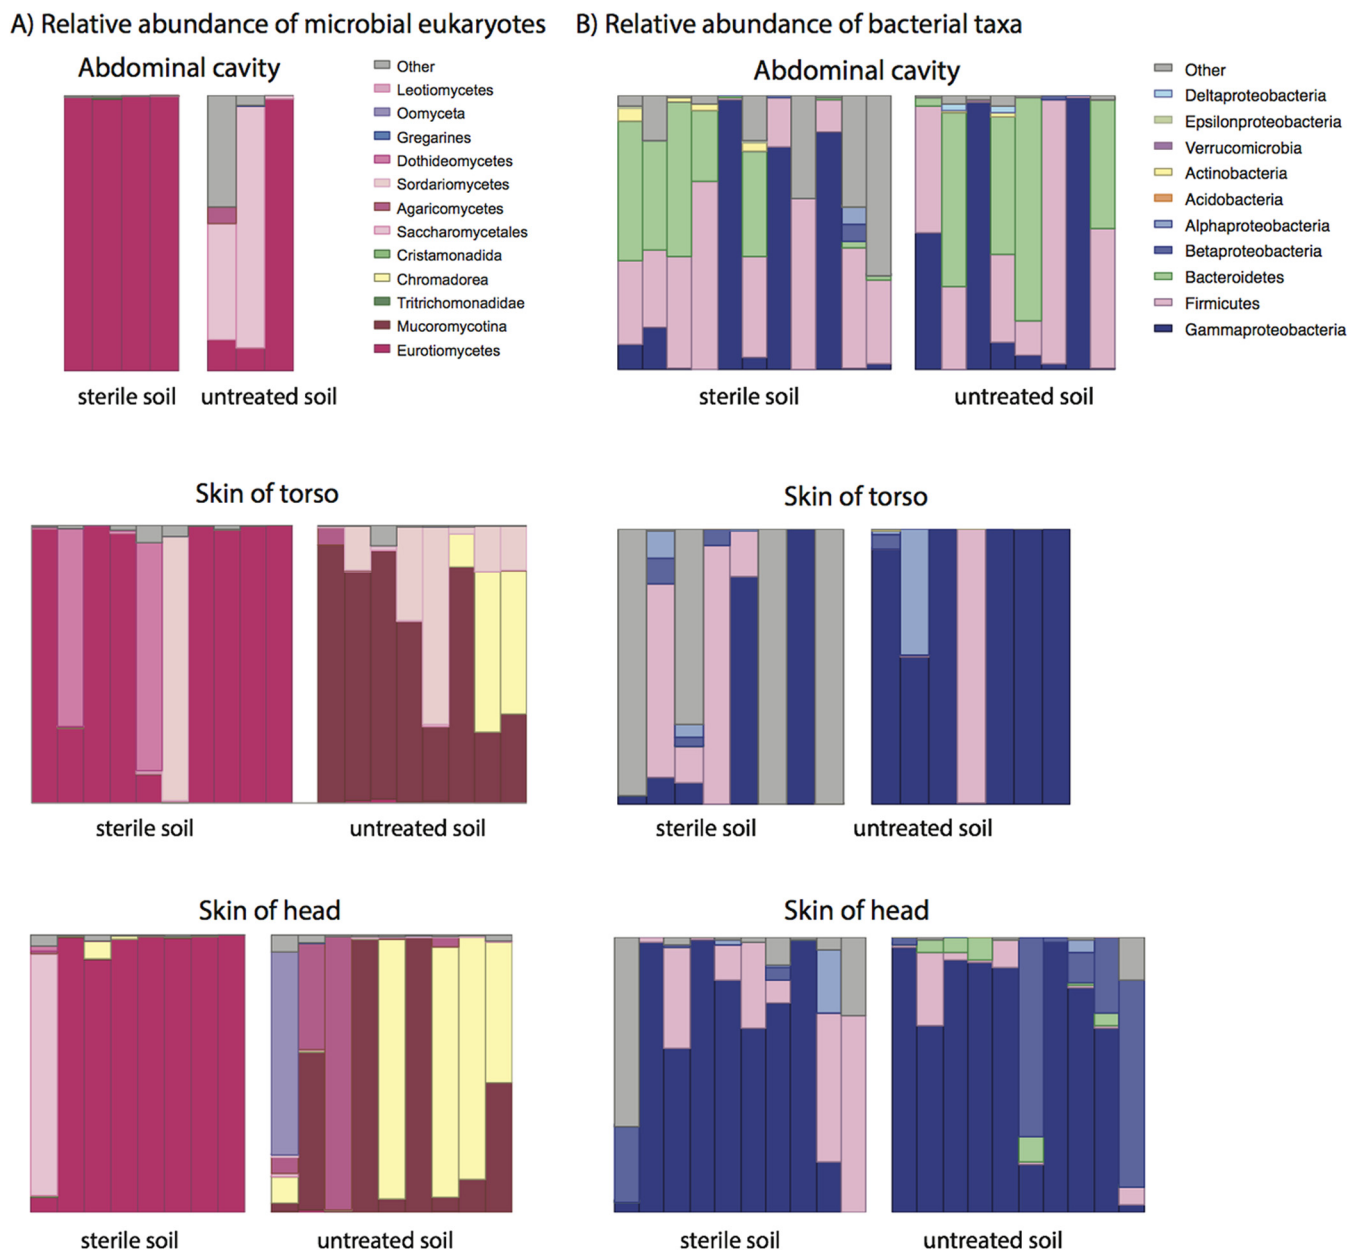 A) Relative abundance of microbial eukaryotes
Abdominal cavity
Other
Leotiomycetes
Oomyceta
Gregarines
Dothideomycetes
Sordariomycetes
Agaricomycetes
Saccharomycetales
Cristamonadida
Chromadorea
Tritrichomonadidae
Mucoromycotina
Eurotiomycetes
sterile soil
untreated soil
Skin of torso
sterile soil
untreated soil
Skin of head
sterile soil
untreated soil
B) Relative abundance of bacterial taxa
Abdominal cavity
Other
Deltaproteobacteria
Epsilonproteobacteria
Verrucomicrobia
Actinobacteria
Acidobacteria
Alphaproteobacteria
Betaproteobacteria
Bacteroidetes
Firmicutes
Gammaproteobacteria
sterile soil
untreated soil
Skin of torso
sterile soil
untreated soil
Skin of head
sterile soil
untreated soil